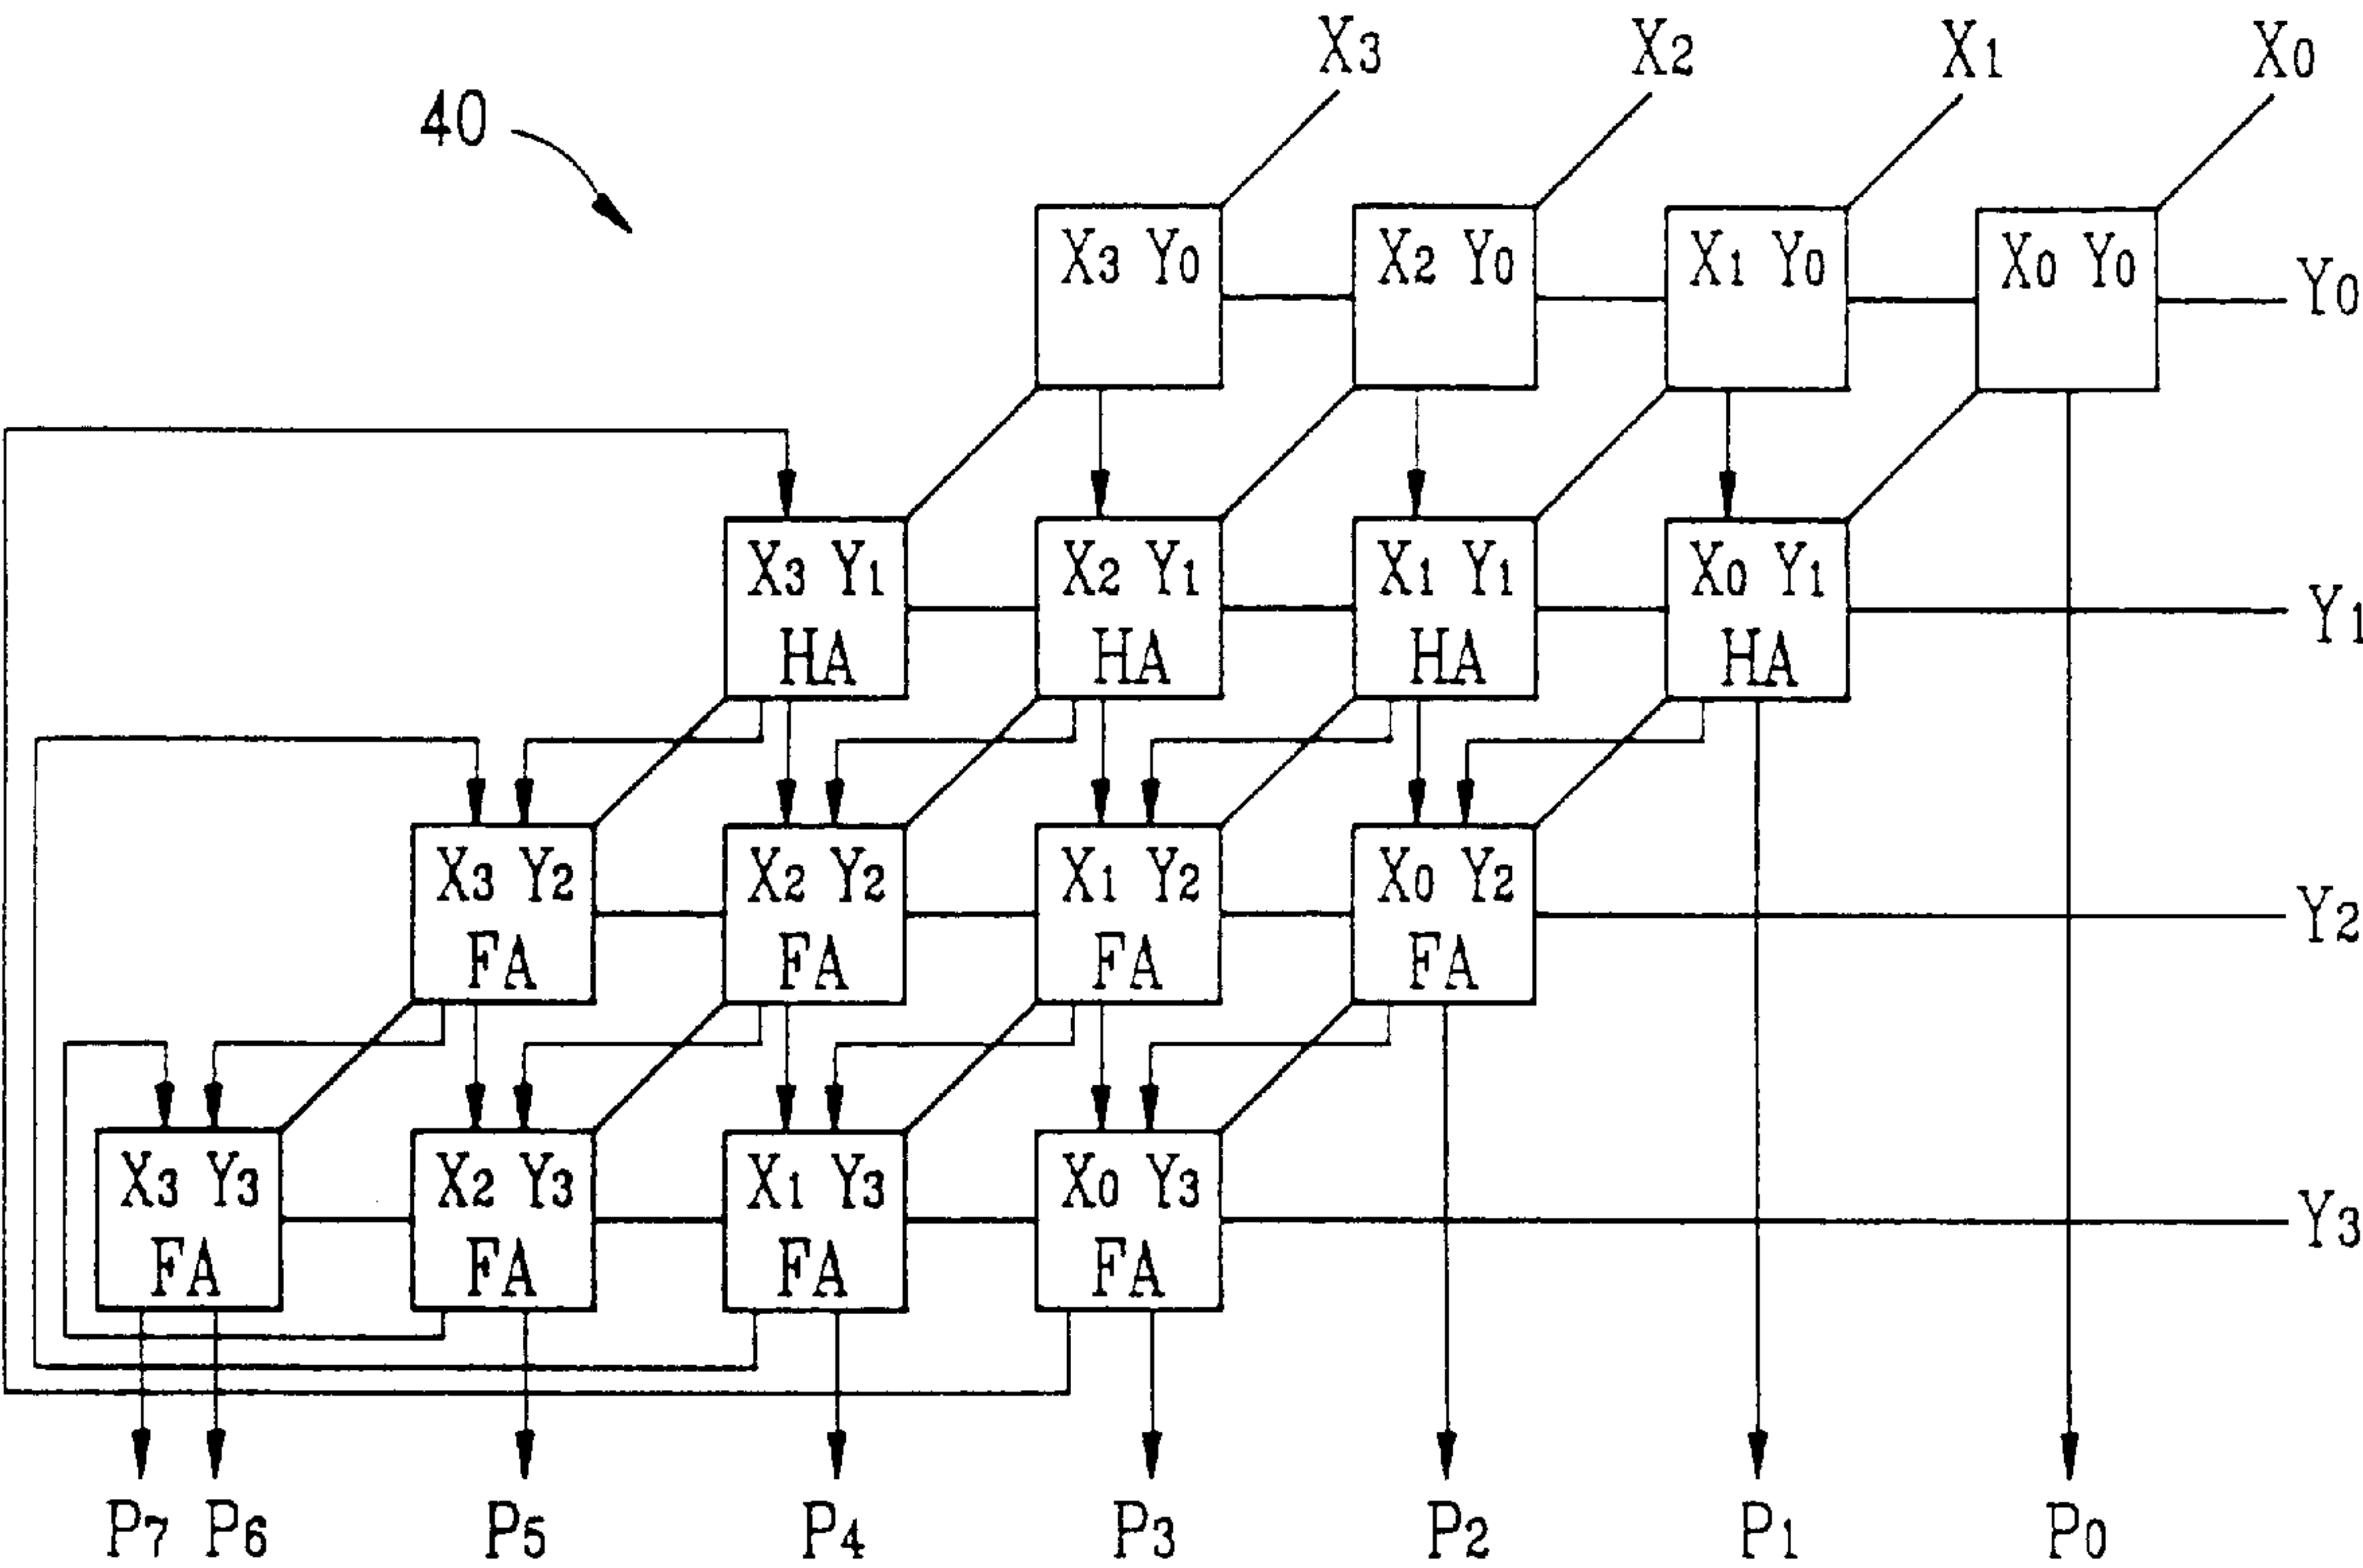 X3 X2 X1 X0
40
X3 Y0 X2 Y0 X1 Y0 X0 Y0 Y0
X3 Y1 X2 Y1 X1 Y1 X0 Y1 Y1
HA HA HA HA
X3 Y2 X2 Y2 X1 Y2 X0 Y2 Y2
FA FA FA FA
X3 Y3 X2 Y3 X1 Y3 X0 Y3 Y3
FA FA FA FA
P7 P6 P5 P4 P3 P2 P1 P0